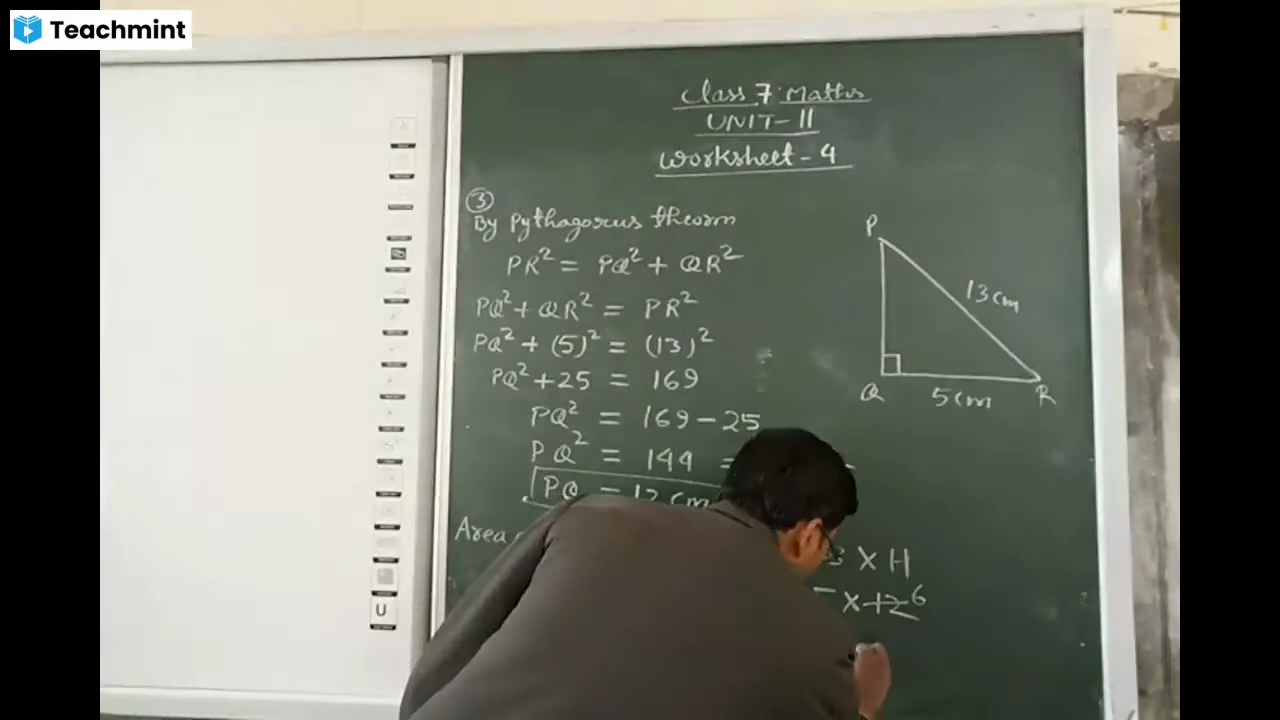 Teachmint
Class 7 Maths
UNIT-II
Worksheet-4
③
By Pythagorus theorm
PR² = PQ² + QR²
PQ² + QR² = PR²
PQ² + (5)² = (13)²
PQ² + 25 = 169
PQ² = 169 - 25
PQ² = 144 =
PQ = 12 cm
Area
X H
X 12 6
P
13 cm
Q
5 cm
R
U